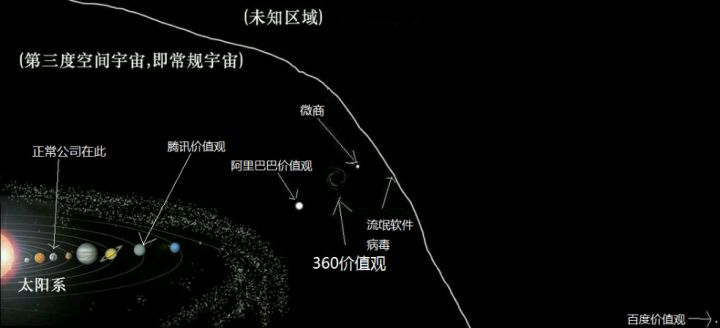 (未知区域)
(第三度空间宇宙,即常规宇宙)
微商
正常公司在此
腾讯价值观
阿里巴巴价值观
流氓软件
病毒
360价值观
太阳系
百度价值观